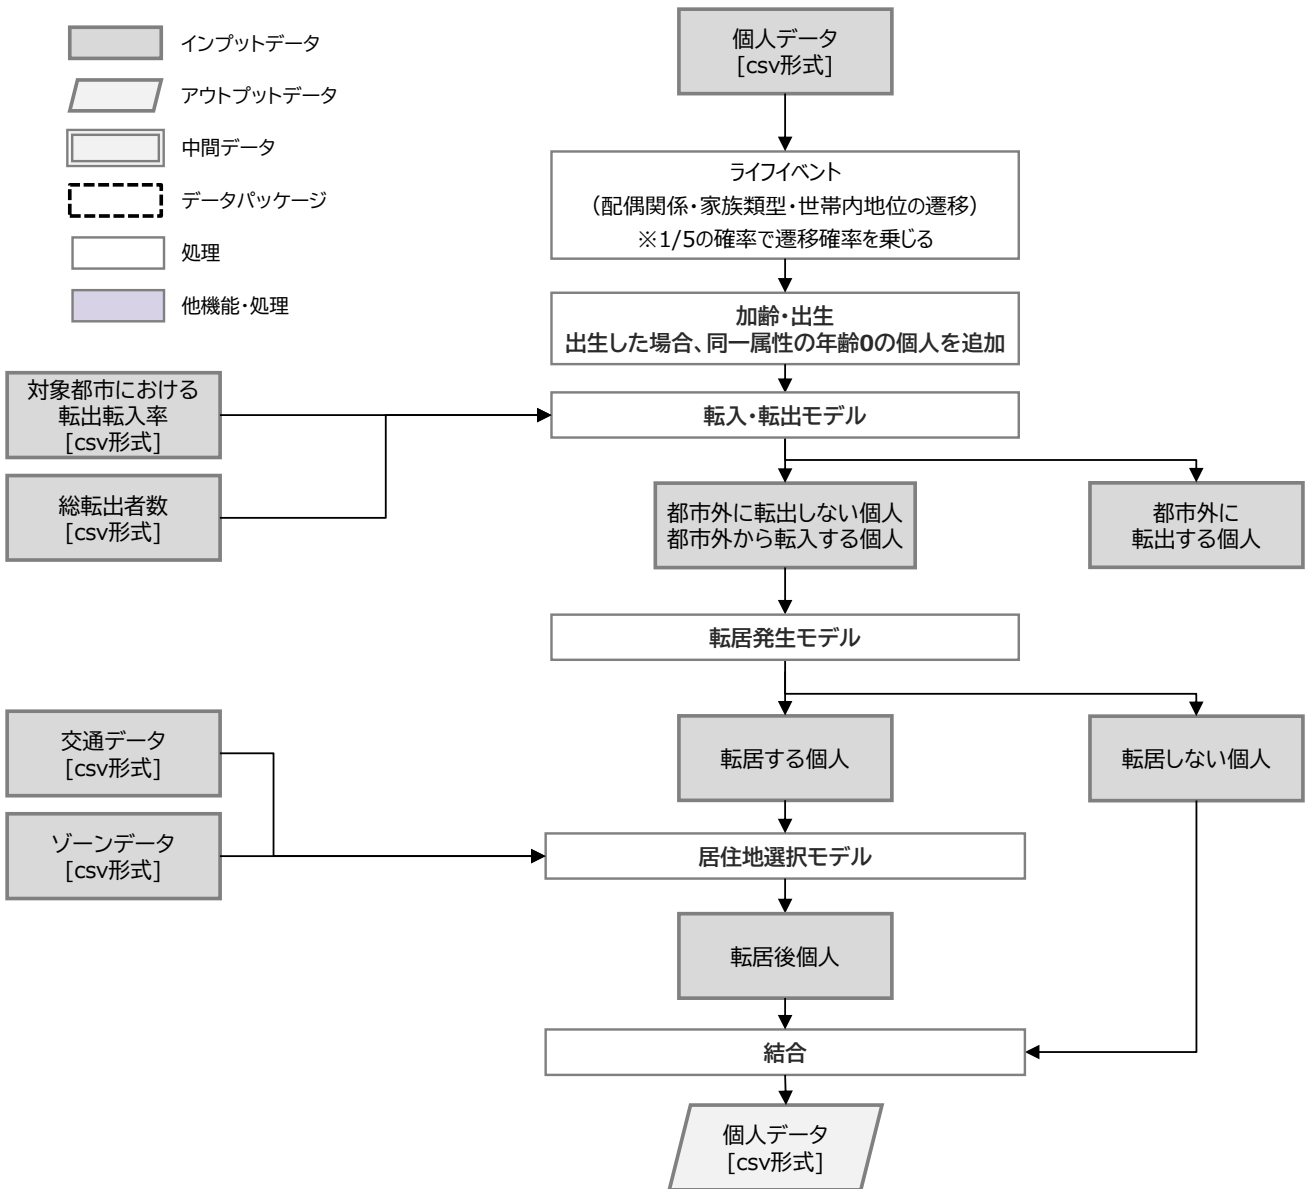 インプットデータ
アウトプットデータ
中間データ
データパッケージ
処理
他機能・処理
個人データ
[csv形式]
ライフイベント
（配偶関係・家族類型・世帯内地位の遷移）
※1/5の確率で遷移確率を乗じる
加齢・出生
出生した場合、同一属性の年齢0の個人を追加
対象都市における
転出転入率
[csv形式]
転入・転出モデル
総転出者数
[csv形式]
都市外に転出しない個人
都市外から転入する個人
都市外に
転出する個人
転居発生モデル
交通データ
[csv形式]
転居する個人
転居しない個人
ゾーンデータ
[csv形式]
居住地選択モデル
転居後個人
結合
個人データ
[csv形式]